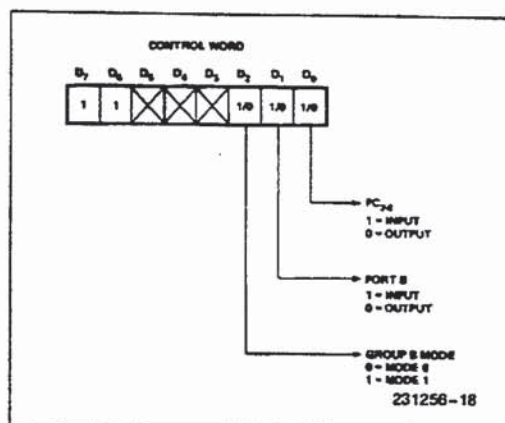 CONTROL WORD
D7 D6 D5 D4 D3 D2 D1 D0
1 1 1/0 1/0 1/0
PC2-0
1 = INPUT
0 = OUTPUT
PORT B
1 = INPUT
0 = OUTPUT
GROUP B MODE
0 = MODE 0
1 = MODE 1
231256-18